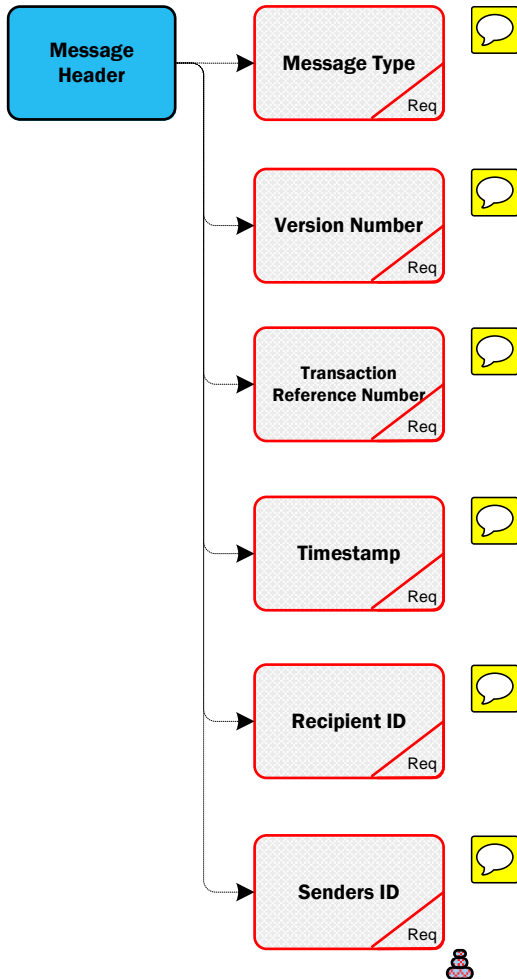 Message
Header
Message Type
Req
Version Number
Req
Transaction
Reference Number
Req
Timestamp
Req
Recipient ID
Req
Senders ID
Req